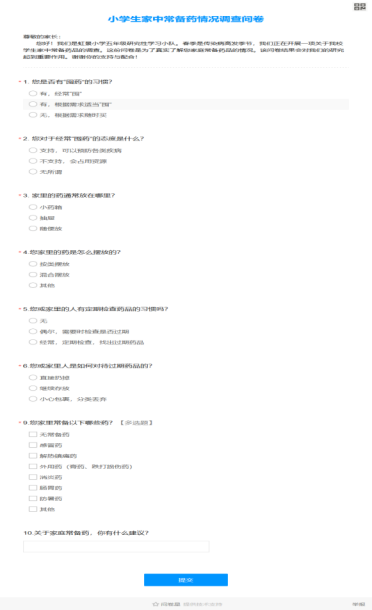 小学生家中常备药情况调查问卷
尊敬的家长:
您好!我们是虹景小学五年级研究性学习小队。春季是传染病高发季节,我们正在开展一项关于我校
学生家中常备药品的调查。这份问卷是为了真实了解您家庭常备药品的情况。该问卷结果会对我们的研究
起到重要作用。谢谢你的支持与配合!
* 1. 您是否有"囤药"的习惯?
有,经常"囤"
有,根据需求适当"囤"
无,根据需求随时买
* 2. 您对于经常"囤药"的态度是什么?
支持,可以预防各类疾病
不支持,会占用资源
无所谓
* 3. 家里的药通常放在哪里?
小药箱
抽屉
随便放
* 4.您家里的药是怎么摆放的?
按类摆放
混合摆放
其他
* 5.您或家里的人有定期检查药品的习惯吗?
无
偶尔,需要时检查是否过期
经常,定期检查,找出过期药品
* 6.您或家里人是如何对待过期药品的?
直接扔掉
继续存放
小心包裹,分类丢弃
* 9.您家里常备以下哪些药?【多选题】
无常备药
感冒药
解热镇痛药
外用药(膏药、跌打损伤药)
消炎药
肠胃药
防暑药
其他
10.关于家庭常备药,你有什么建议?
提交
问卷星 提供技术支持
举报